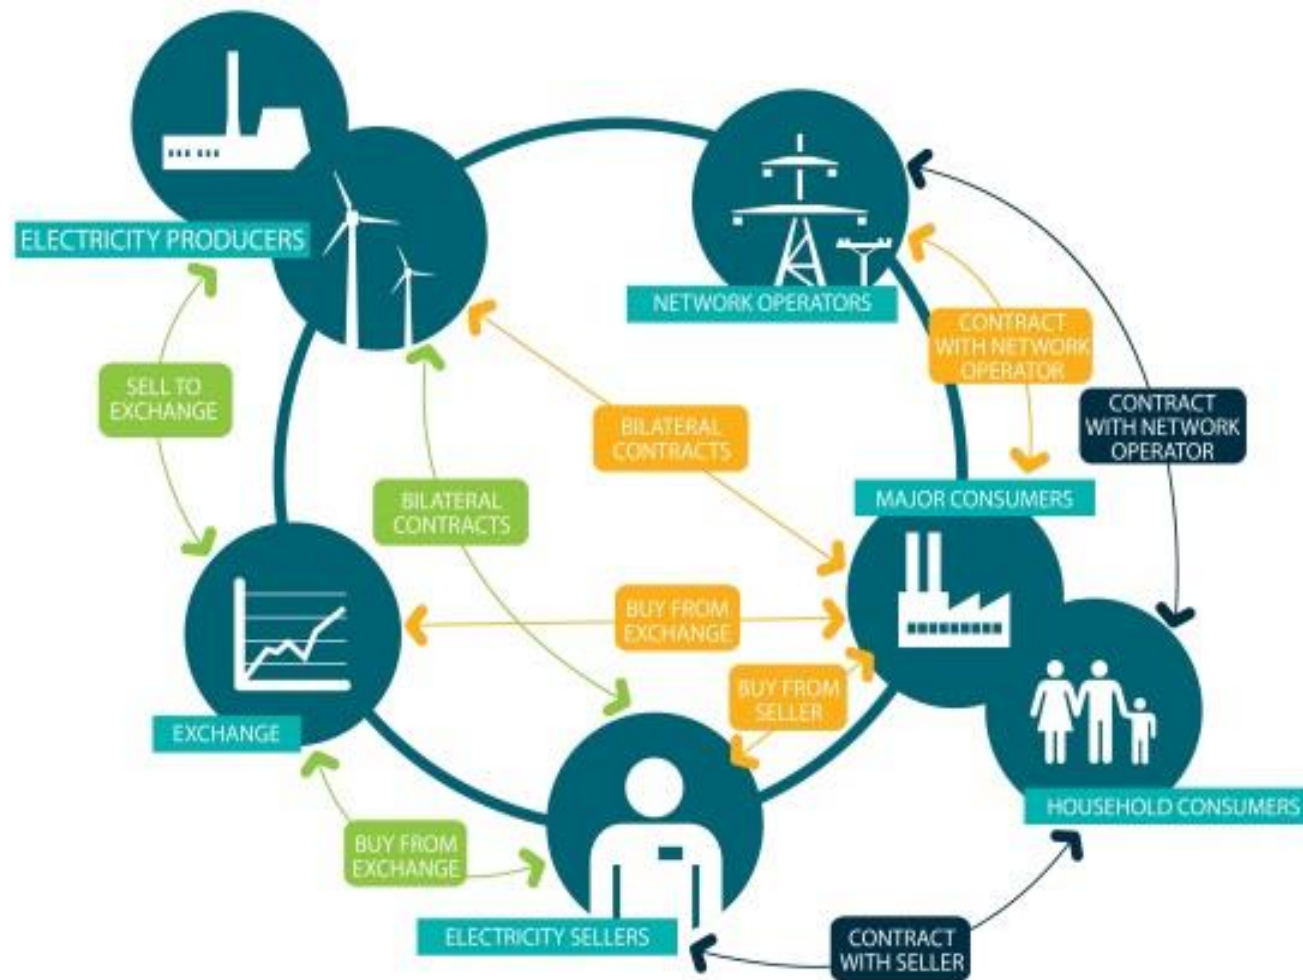 ELECTRICITY PRODUCERS
NETWORK OPERATORS
CONTRACT
WITH NETWORK
OPERATOR
SELL TO
EXCHANGE
CONTRACT
WITH NETWORK
OPERATOR
BILATERAL
CONTRACTS
BILATERAL
CONTRACTS
MAJOR CONSUMERS
BUY FROM
EXCHANGE
BUY FROM
SELLER
EXCHANGE
HOUSEHOLD CONSUMERS
BUY FROM
EXCHANGE
ELECTRICITY SELLERS
CONTRACT
WITH SELLER